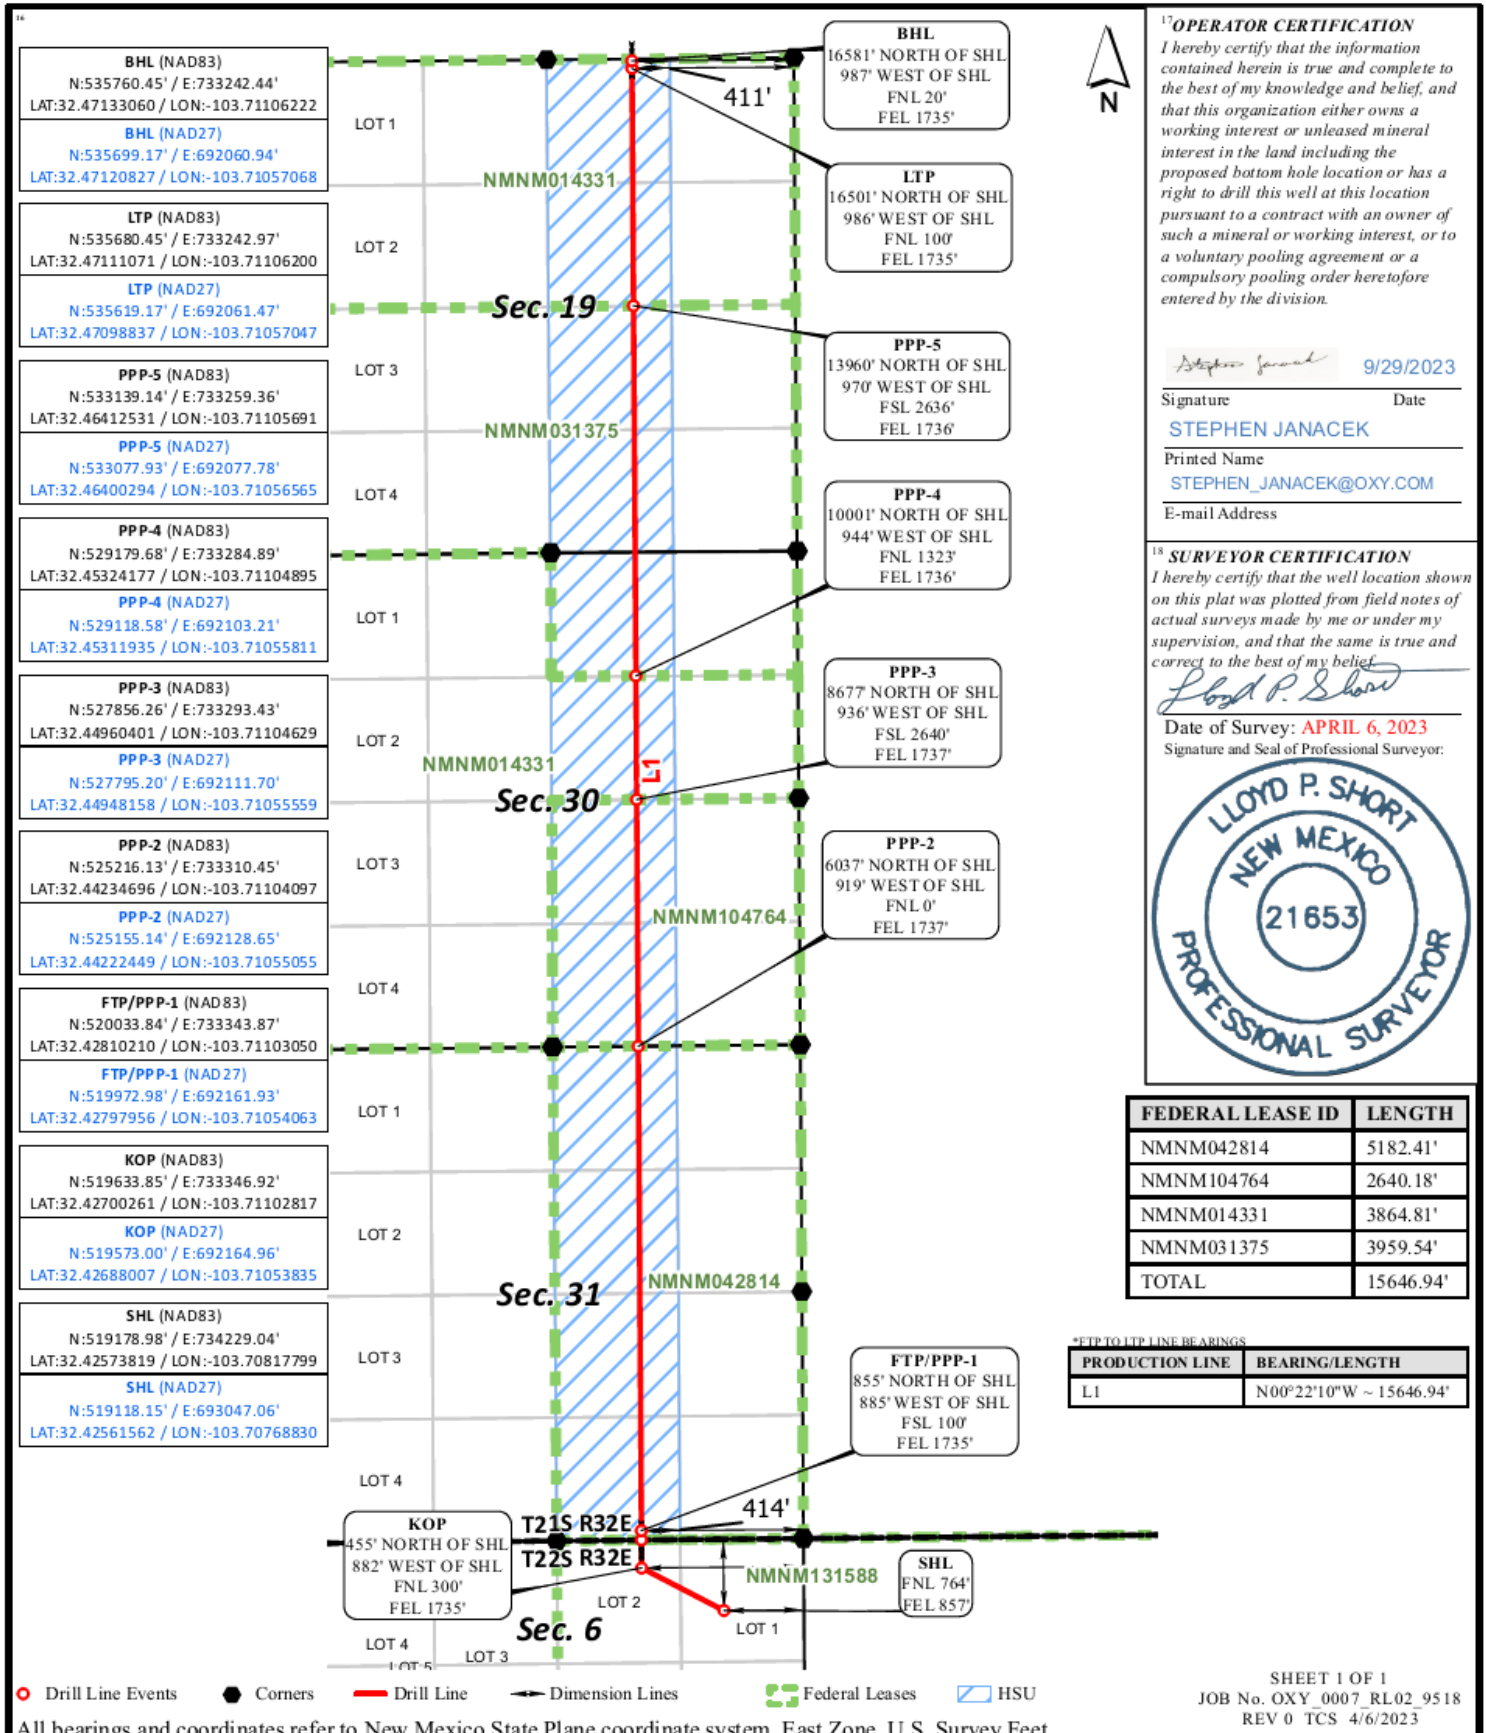 16
BHL (NAD83)
N:535760.45' / E:733242.44'
LAT:32.47133060 / LON:-103.71106222
BHL (NAD27)
N:535699.17' / E:692060.94'
LAT:32.47120827 / LON:-103.71057068
LTP (NAD83)
N:535680.45' / E:733242.97'
LAT:32.47111071 / LON:-103.71106200
LTP (NAD27)
N:535619.17' / E:692061.47'
LAT:32.47098837 / LON:-103.71057047
PPP-5 (NAD83)
N:533139.14' / E:733259.36'
LAT:32.46412531 / LON:-103.71105691
PPP-5 (NAD27)
N:533077.93' / E:692077.78'
LAT:32.46400294 / LON:-103.71056565
PPP-4 (NAD83)
N:529179.68' / E:733284.89'
LAT:32.45324177 / LON:-103.71104895
PPP-4 (NAD27)
N:529118.58' / E:692103.21'
LAT:32.45311935 / LON:-103.71055811
PPP-3 (NAD83)
N:527856.26' / E:733293.43'
LAT:32.44960401 / LON:-103.71104629
PPP-3 (NAD27)
N:527795.20' / E:692111.70'
LAT:32.44948158 / LON:-103.71055559
PPP-2 (NAD83)
N:525216.13' / E:733310.45'
LAT:32.44234696 / LON:-103.71104097
PPP-2 (NAD27)
N:525155.14' / E:692128.65'
LAT:32.44222449 / LON:-103.71055055
FTP/PPP-1 (NAD83)
N:520033.84' / E:733343.87'
LAT:32.42810210 / LON:-103.71103050
FTP/PPP-1 (NAD27)
N:519972.98' / E:692161.93'
LAT:32.42797956 / LON:-103.71054063
KOP (NAD83)
N:519633.85' / E:733346.92'
LAT:32.42700261 / LON:-103.71102817
KOP (NAD27)
N:519573.00' / E:692164.96'
LAT:32.42688007 / LON:-103.71053835
SHL (NAD83)
N:519178.98' / E:734229.04'
LAT:32.42573819 / LON:-103.70817799
SHL (NAD27)
N:519118.15' / E:693047.06'
LAT:32.42561562 / LON:-103.70768830
LOT 1
NMNM014331
LOT 2
Sec. 19
LOT 3
NMNM031375
LOT 4
LOT 1
LOT 2
NMNM014331
L1
Sec. 30
LOT 3
NMNM104764
LOT 4
LOT 1
LOT 2
NMNM042814
Sec. 31
LOT 3
LOT 4
411'
414'
T21S R32E
T22S R32E
NMNM131588
LOT 2
LOT 1
Sec. 6
LOT 4
LOT 3
LOT 5
N
BHL
16581' NORTH OF SHL
987' WEST OF SHL
FNL 20'
FEL 1735'
LTP
16501' NORTH OF SHL
986' WEST OF SHL
FNL 100'
FEL 1735'
PPP-5
13960' NORTH OF SHL
970' WEST OF SHL
FSL 2636'
FEL 1736'
PPP-4
10001' NORTH OF SHL
944' WEST OF SHL
FNL 1323'
FEL 1736'
PPP-3
8677' NORTH OF SHL
936' WEST OF SHL
FSL 2640'
FEL 1737'
PPP-2
6037' NORTH OF SHL
919' WEST OF SHL
FNL 0'
FEL 1737'
FTP/PPP-1
855' NORTH OF SHL
885' WEST OF SHL
FSL 100'
FEL 1735'
KOP
455' NORTH OF SHL
882' WEST OF SHL
FNL 300'
FEL 1735'
SHL
FNL 764'
FEL 857'
17 OPERATOR CERTIFICATION
I hereby certify that the information
contained herein is true and complete to
the best of my knowledge and belief, and
that this organization either owns a
working interest or unleased mineral
interest in the land including the
proposed bottom hole location or has a
right to drill this well at this location
pursuant to a contract with an owner of
such a mineral or working interest, or to
a voluntary pooling agreement or a
compulsory pooling order heretofore
entered by the division.
Stephen Janacek 9/29/2023
Signature Date
STEPHEN JANACEK
Printed Name
STEPHEN_JANACEK@OXY.COM
E-mail Address
18 SURVEYOR CERTIFICATION
I hereby certify that the well location shown
on this plat was plotted from field notes of
actual surveys made by me or under my
supervision, and that the same is true and
correct to the best of my belief.
Lloyd P. Short
Date of Survey: APRIL 6, 2023
Signature and Seal of Professional Surveyor:
LLOYD P. SHORT
NEW MEXICO
21653
PROFESSIONAL SURVEYOR
FEDERAL LEASE ID LENGTH
NMNM042814 5182.41'
NMNM104764 2640.18'
NMNM014331 3864.81'
NMNM031375 3959.54'
TOTAL 15646.94'
*FTP TO LTP LINE BEARINGS
PRODUCTION LINE BEARING/LENGTH
L1 N00°22'10"W ~ 15646.94'
Drill Line Events
Corners
Drill Line
Dimension Lines
Federal Leases
HSU
SHEET 1 OF 1
JOB No. OXY_0007_RL02_9518
REV 0 TCS 4/6/2023
All bearings and coordinates refer to New Mexico State Plane coordinate system, East Zone, U.S. Survey Feet